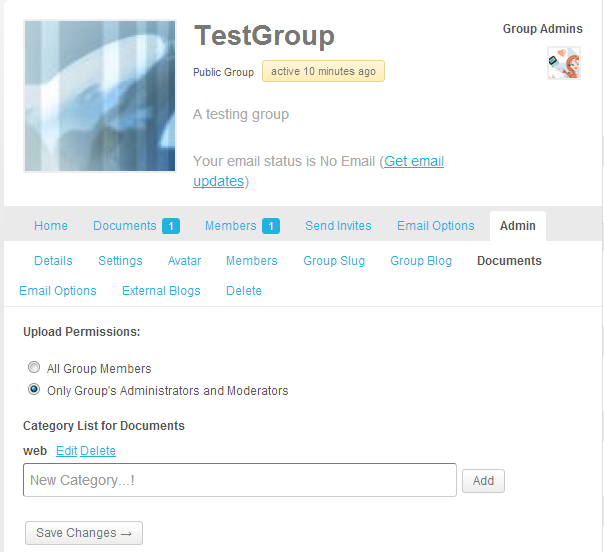 TestGroup
Group Admins
Public Group active 10 minutes ago
A testing group
Your email status is No Email (Get email
updates)
Home Documents 1 Members 1 Send Invites Email Options Admin
Details Settings Avatar Members Group Slug Group Blog Documents
Email Options External Blogs Delete
Upload Permissions:
All Group Members
Only Group's Administrators and Moderators
Category List for Documents
web Edit Delete
New Category...! Add
Save Changes →